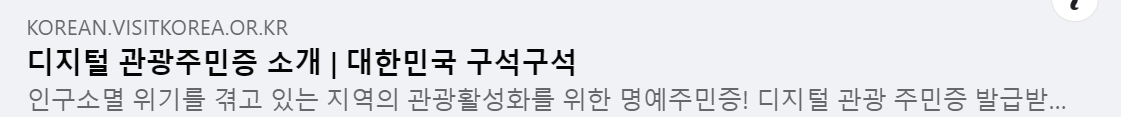 KOREAN.VISITKOREA.OR.KR
디지털 관광주민증 소개 | 대한민국 구석구석
인구소멸 위기를 겪고 있는 지역의 관광활성화를 위한 명예주민증! 디지털 관광 주민증 발급받...